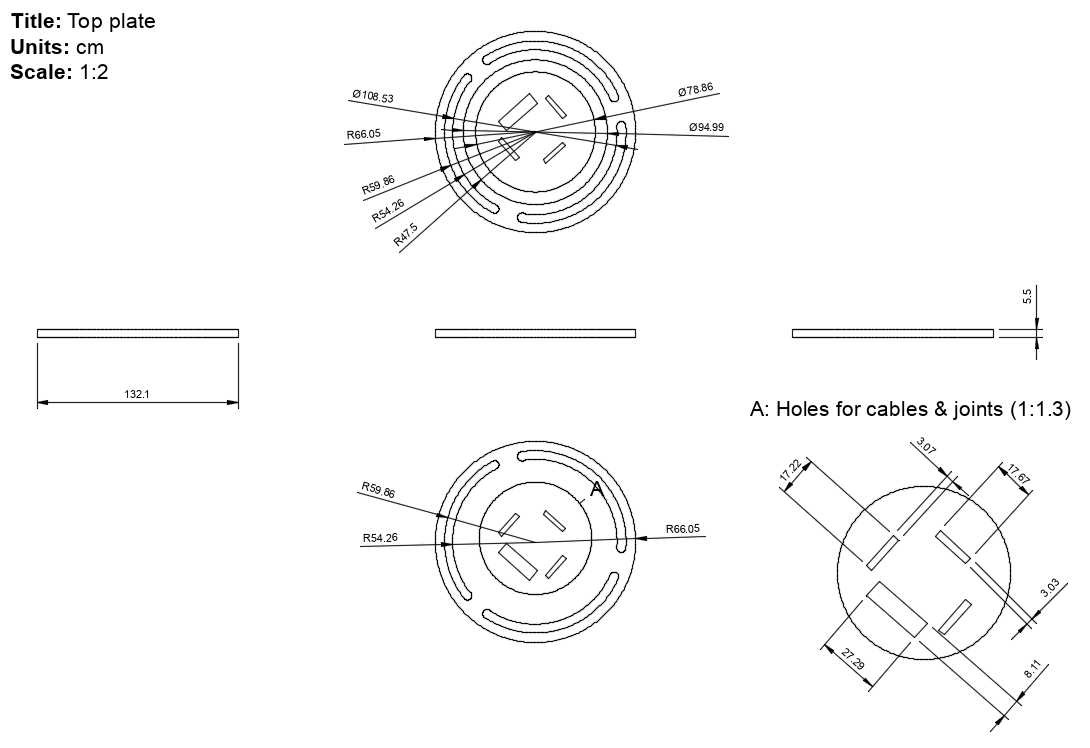 Title: Top plate
Units: cm
Scale: 1:2
Ø108.53
Ø78.86
R66.05
Ø94.99
R59.86
R54.26
R47.5
132.1
5.5
A: Holes for cables & joints (1:1.3)
R59.86
A
R54.26
R66.05
17.22
3.07
17.67
3.03
27.29
8.11